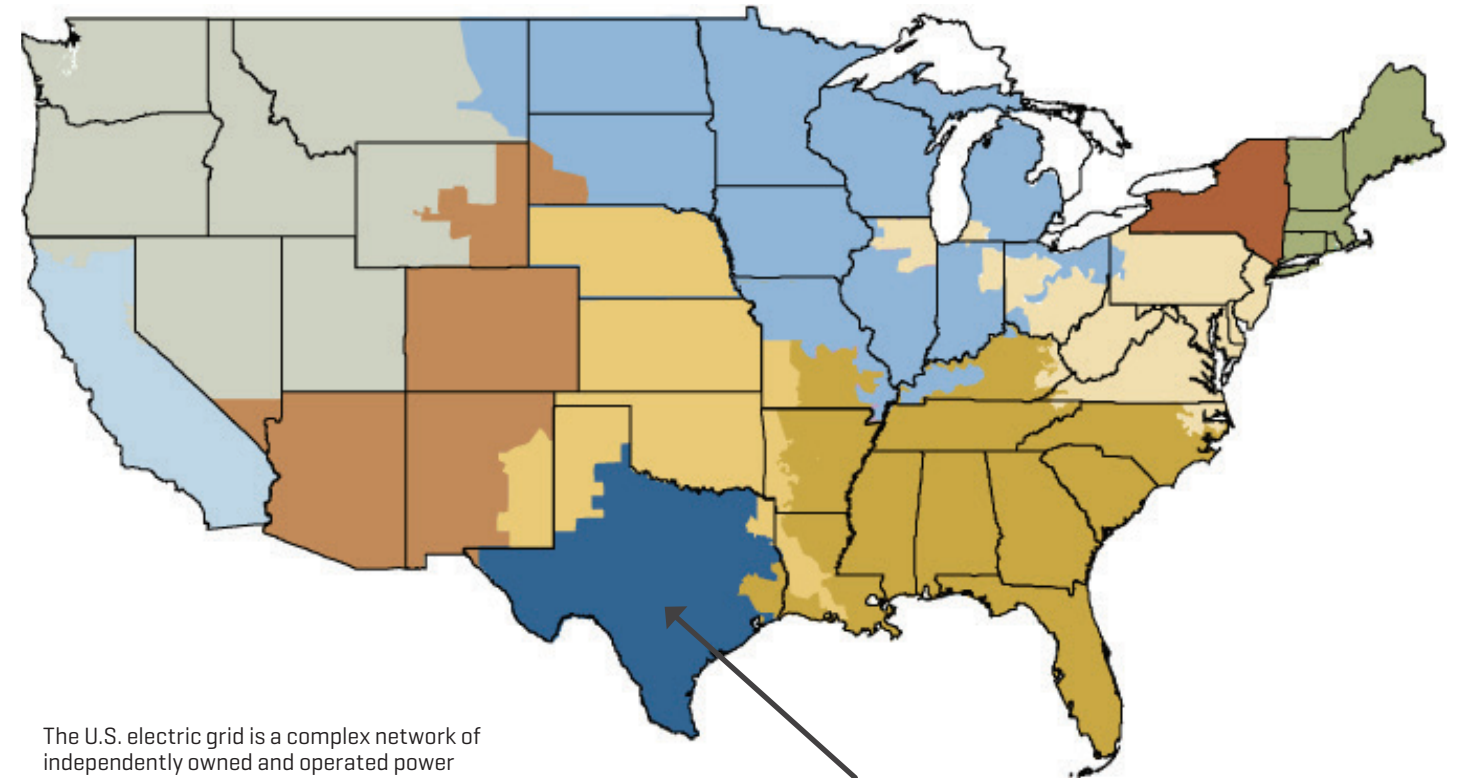 The U.S. electric grid is a complex network of
independently owned and operated power